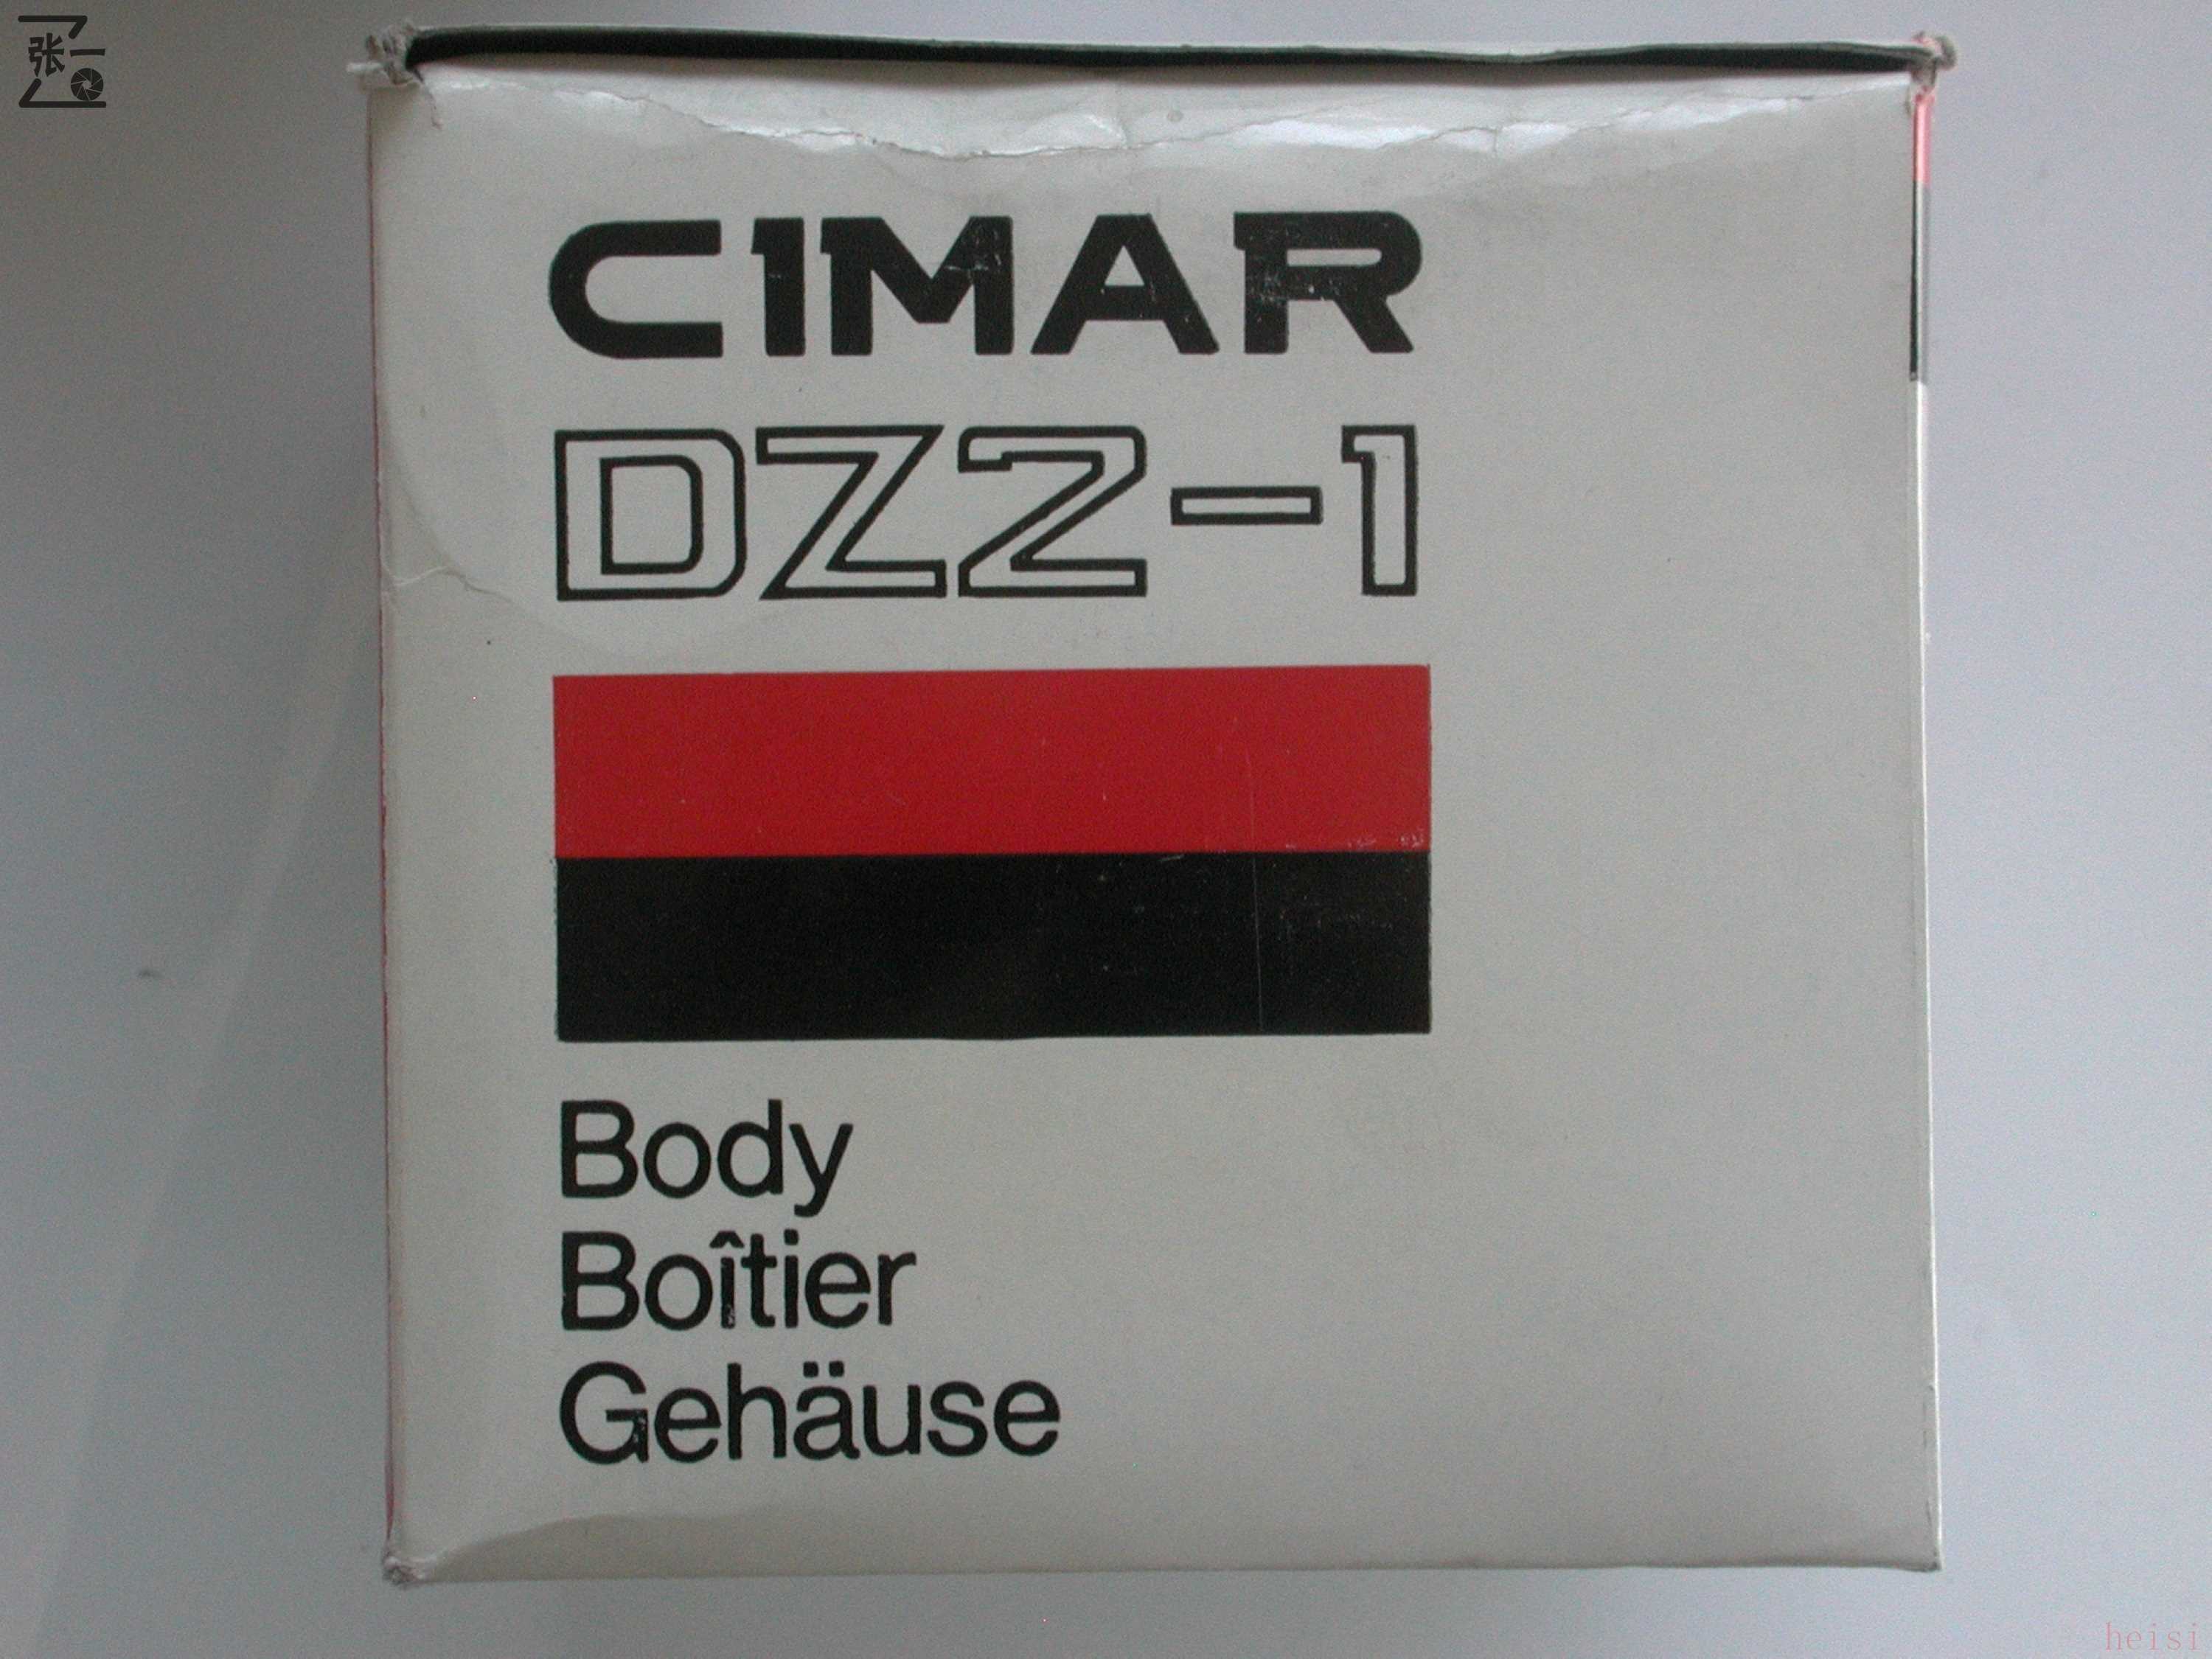 张一
CIMAR
DZ2-1
Body
Boîtier
Gehäuse
heisi